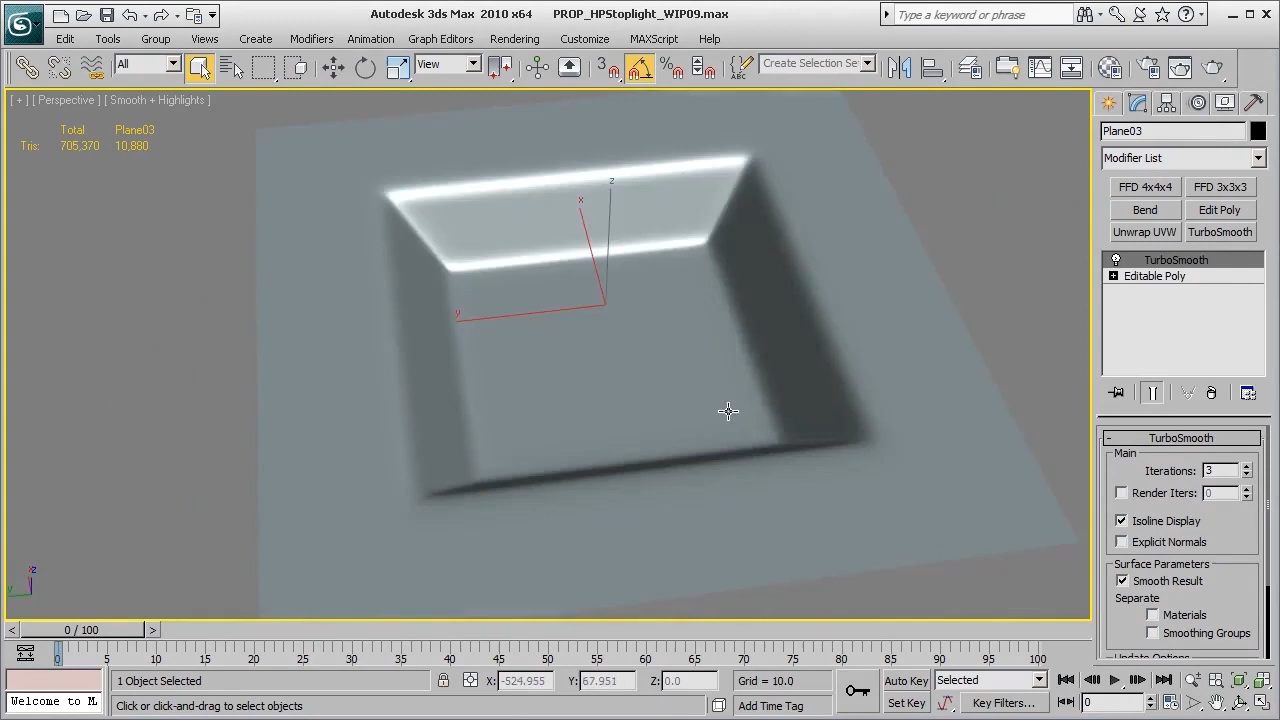 Autodesk 3ds Max 2010 x64 PROP_HPStoplight_WIP09.max
Type a keyword or phrase
Edit Tools Group Views Create Modifiers Animation Graph Editors Rendering Customize MAXScript Help
All View Create Selection Se
3 ABC
[ + ] [ Perspective ] [ Smooth + Highlights ]
Total Plane03
Tris: 705,370 10,880
z
x
y
Plane03
Modifier List
FFD 4x4x4 FFD 3x3x3
Bend Edit Poly
Unwrap UVW TurboSmooth
TurboSmooth
Editable Poly
TurboSmooth
Main
Iterations: 3
Render Iters: 0
Isoline Display
Explicit Normals
Surface Parameters
Smooth Result
Separate
Materials
Smoothing Groups
Update Options
z
y
< 0 / 100 >
0 5 10 15 20 25 30 35 40 45 50 55 60 65 70 75 80 85 90 95 100
1 Object Selected X: -524.955 Y: 67.951 Z: 0.0 Grid = 10.0 Auto Key Selected
Welcome to M Click or click-and-drag to select objects Add Time Tag Set Key Key Filters... 0